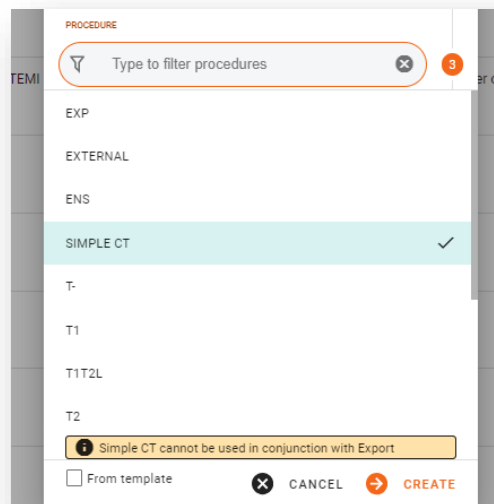 PROCEDURE
Type to filter procedures
3
TEMI
EXP
EXTERNAL
ENS
SIMPLE CT
T-
T1
T1T2L
T2
Simple CT cannot be used in conjunction with Export
From template
CANCEL
CREATE